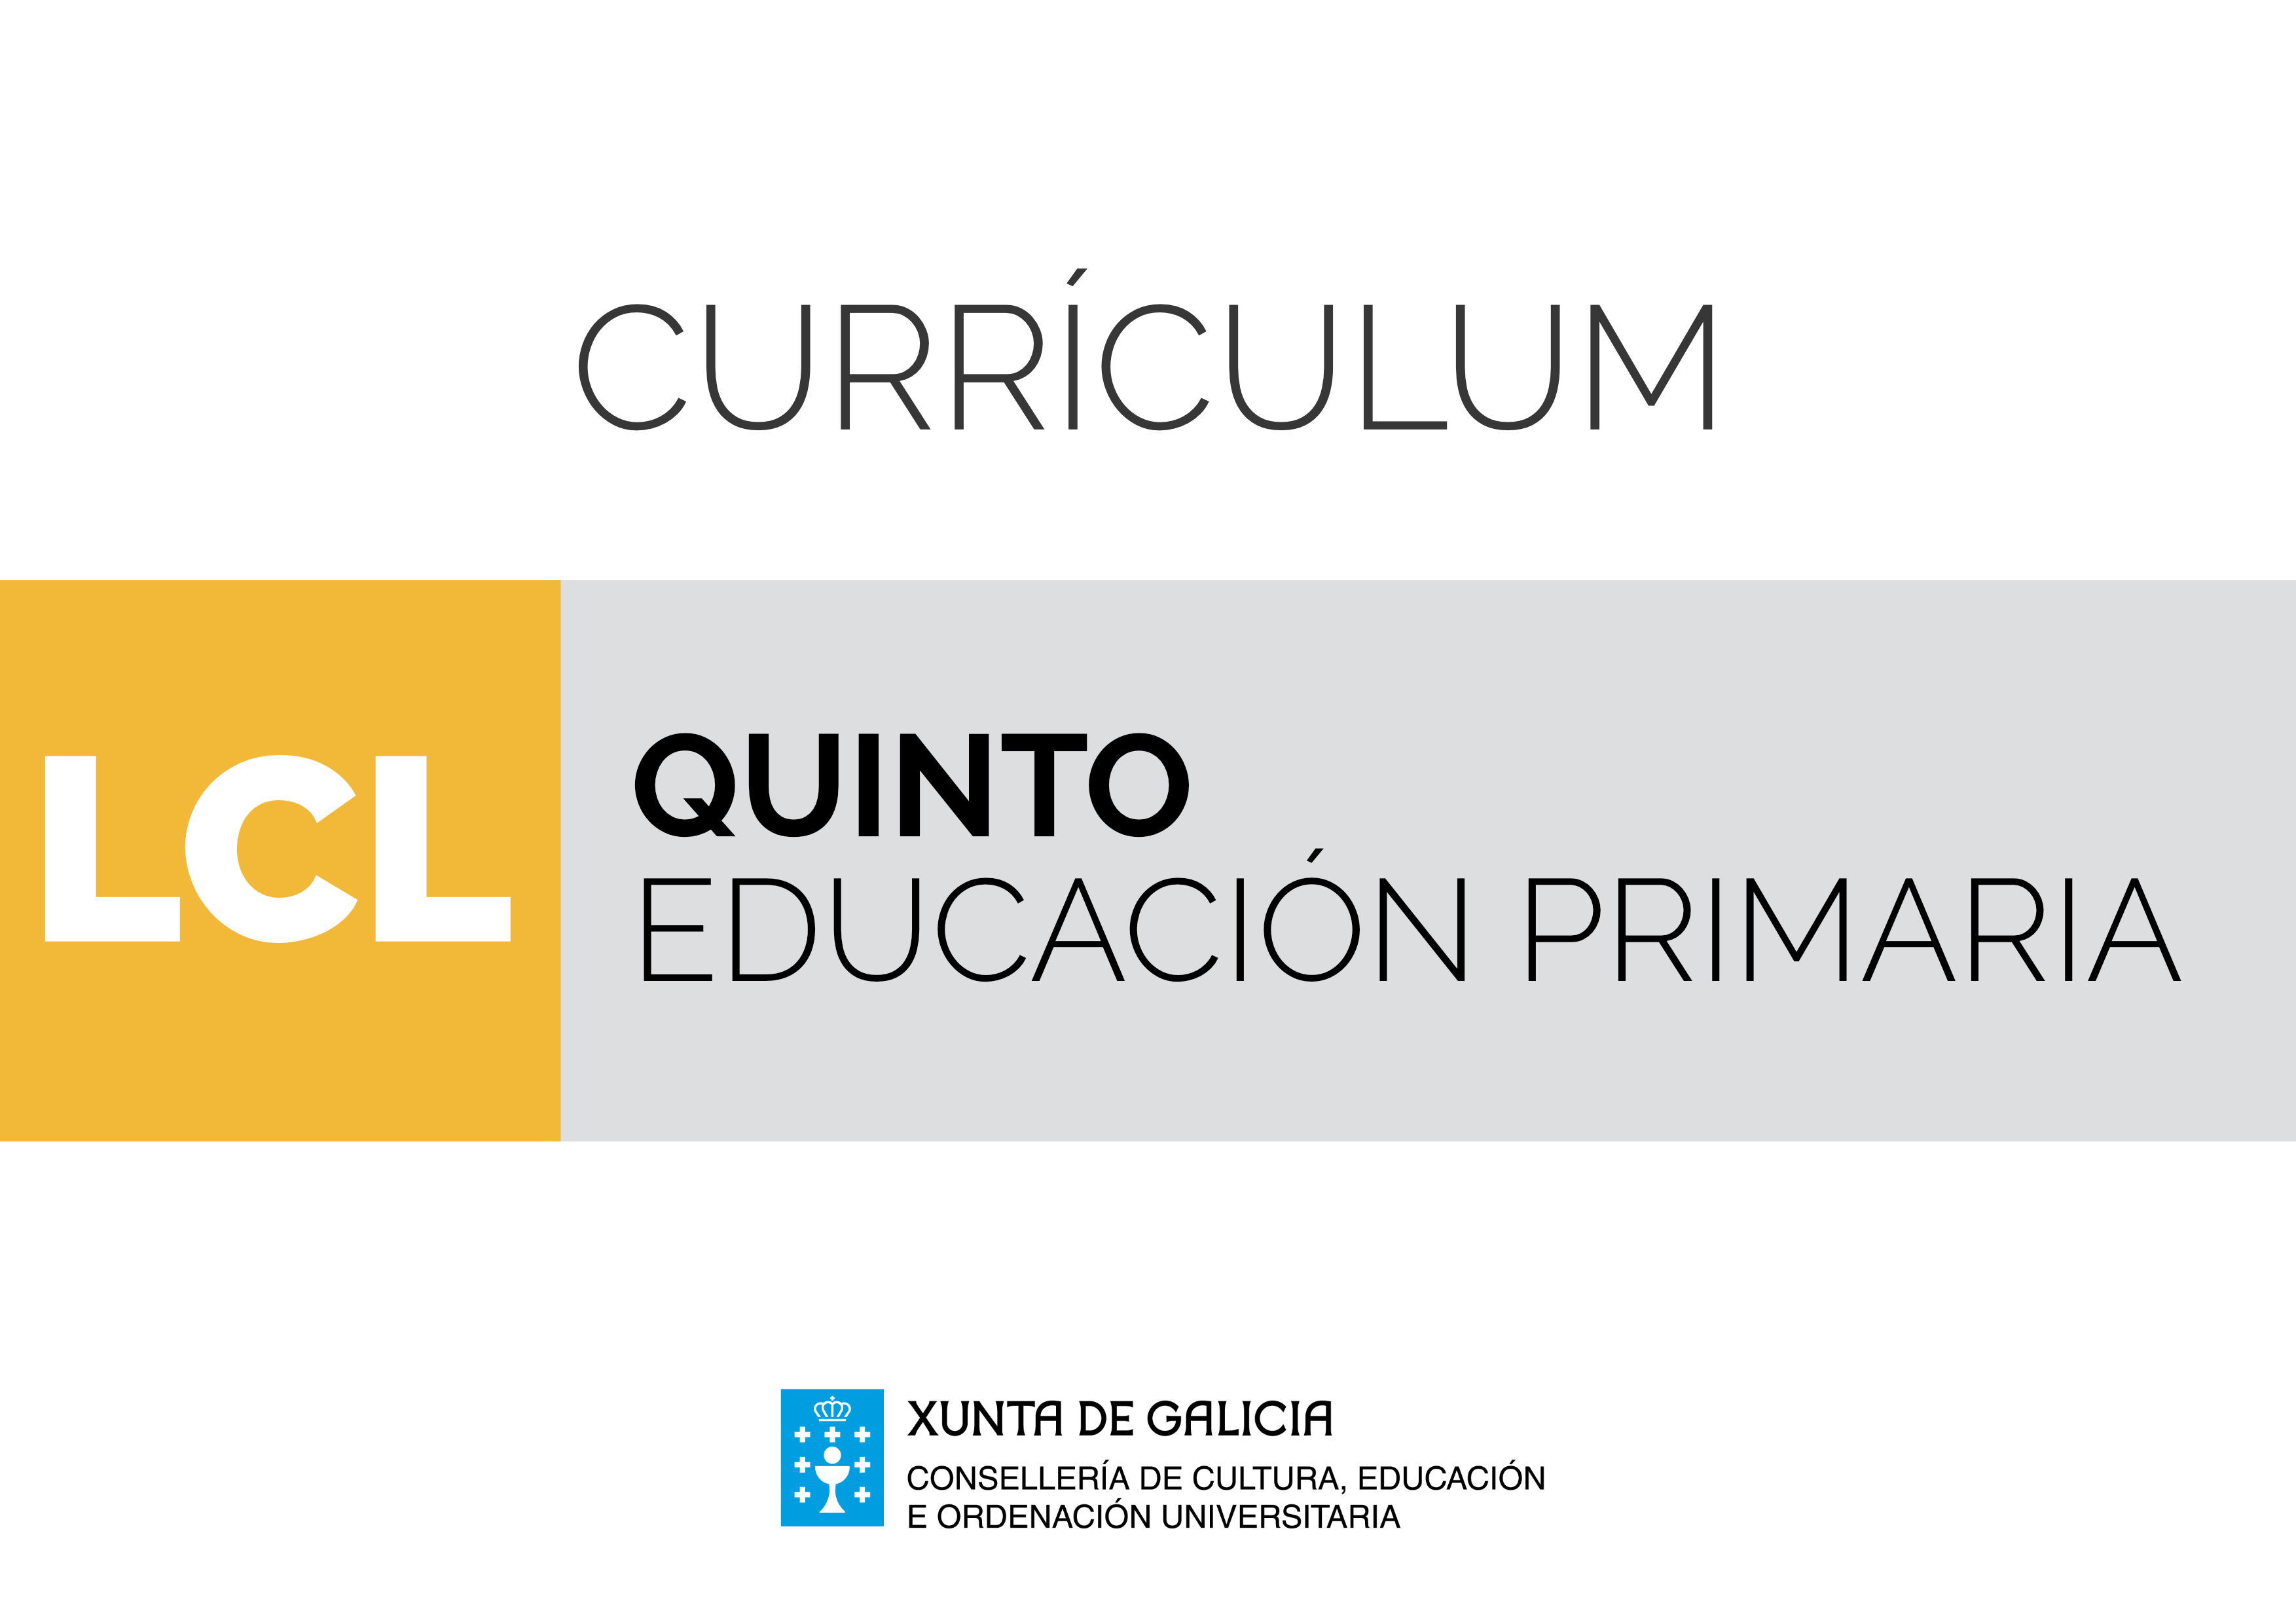 CURRÍCULUM
LCL
QUINTO
EDUCACIÓN PRIMARIA
XUNTA DE GALICIA
CONSELLERÍA DE CULTURA, EDUCACIÓN
E ORDENACIÓN UNIVERSITARIA